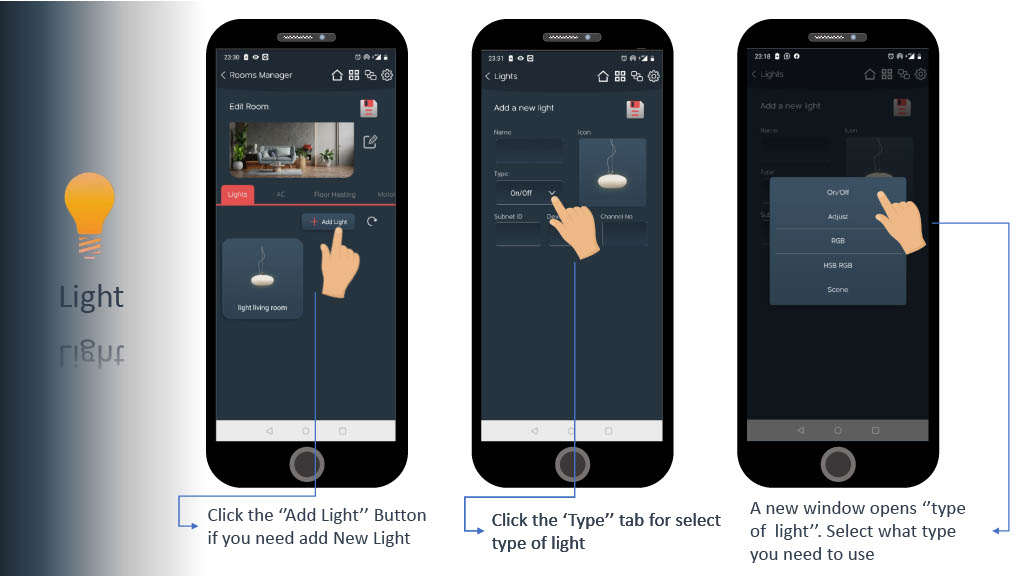 Light
23:30
Rooms Manager
Edit Room
Lights AC Floor Heating Motor
+ Add Light
light living room
Click the ‘’Add Light’’ Button
if you need add New Light
23:31
Lights
Add a new light
Name Icon
Type
On/Off
Subnet ID Channel No
Click the ‘Type’’ tab for select
type of light
23:18
Lights
Add a new light
Name Icon
Type
On/Off
Adjust
RGB
HSB RGB
Scene
A new window opens ‘’type
of light’’. Select what type
you need to use